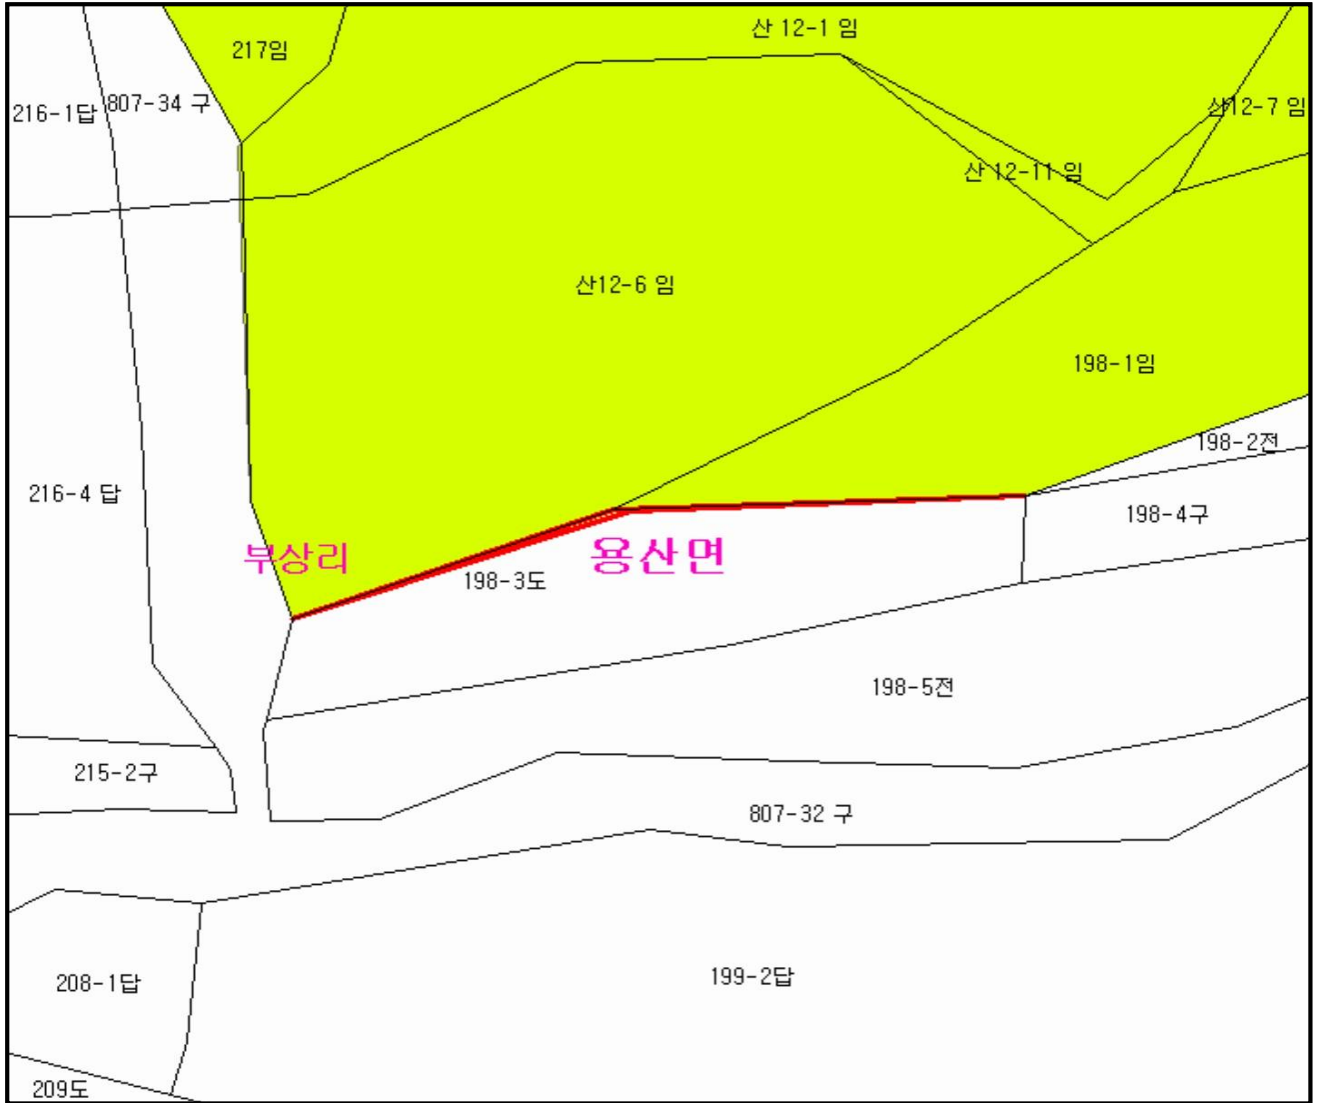 산 12-1 임
217임
216-1답
807-34 구
산12-7 임
산 12-11 임
산12-6 임
198-1임
198-2전
216-4 답
198-4구
부상리
용산면
198-3도
198-5전
215-2구
807-32 구
208-1답
199-2답
209도